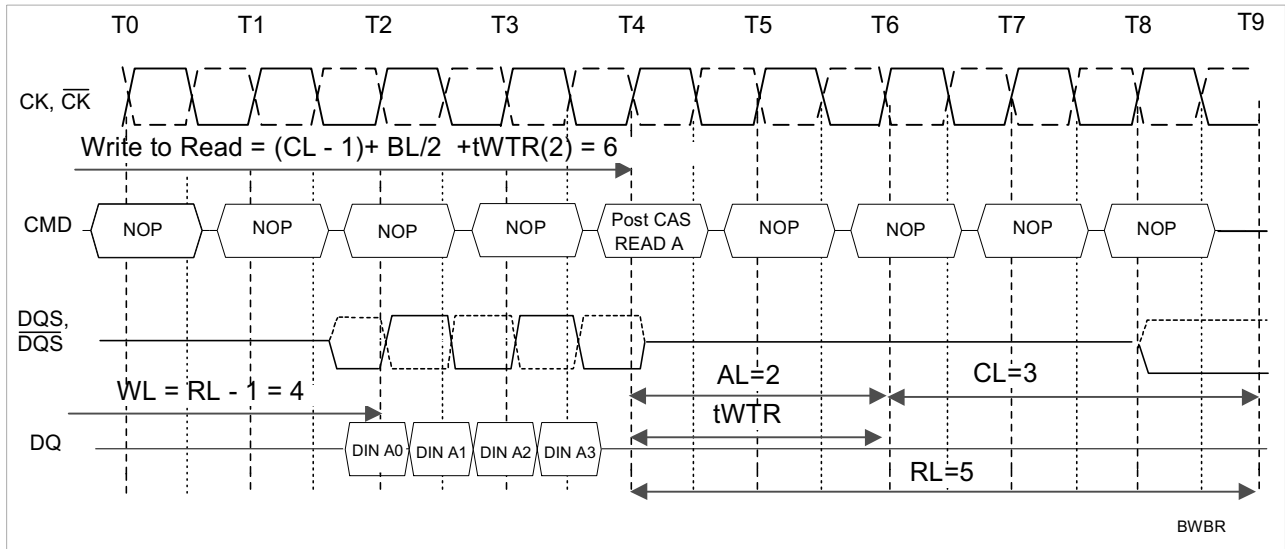 T0 T1 T2 T3 T4 T5 T6 T7 T8 T9
CK, CK
Write to Read = (CL - 1)+ BL/2 +tWTR(2) = 6
CMD NOP NOP NOP NOP Post CAS READ A NOP NOP NOP NOP
DQS,
DQS
WL = RL - 1 = 4
AL=2
CL=3
tWTR
DQ DIN A0 DIN A1 DIN A2 DIN A3
RL=5
BWBR